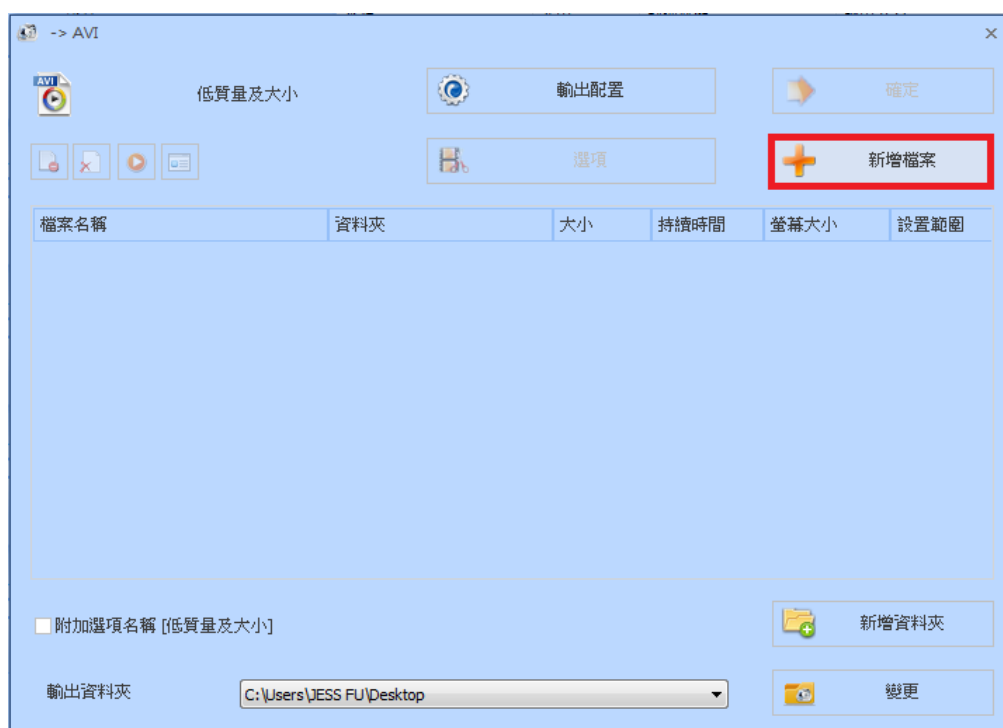 -> AVI
AVI
低質量及大小
輸出配置
確定
選項
新增檔案
檔案名稱 資料夾 大小 持續時間 螢幕大小 設置範圍
附加選項名稱 [低質量及大小]
新增資料夾
輸出資料夾
C:\Users\JESS FU\Desktop
變更